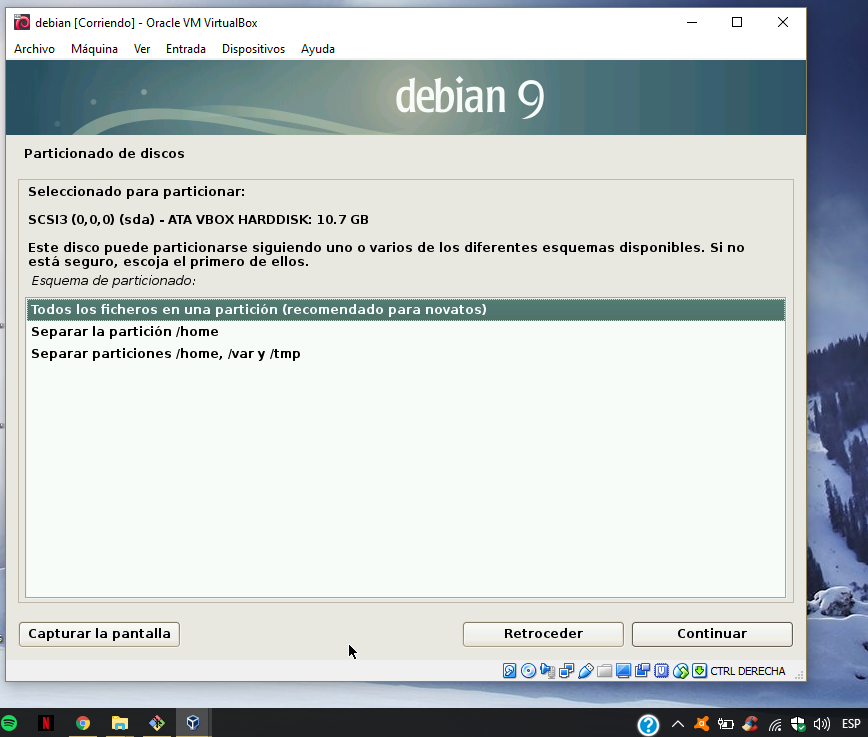 debian [Corriendo] - Oracle VM VirtualBox
Archivo Máquina Ver Entrada Dispositivos Ayuda
debian 9
Particionado de discos
Seleccionado para particionar:
SCSI3 (0,0,0) (sda) - ATA VBOX HARDDISK: 10.7 GB
Este disco puede particionarse siguiendo uno o varios de los diferentes esquemas disponibles. Si no
está seguro, escoja el primero de ellos.
Esquema de particionado:
Todos los ficheros en una partición (recomendado para novatos)
Separar la partición /home
Separar particiones /home, /var y /tmp
Capturar la pantalla Retroceder Continuar
CTRL DERECHA
N ? ESP